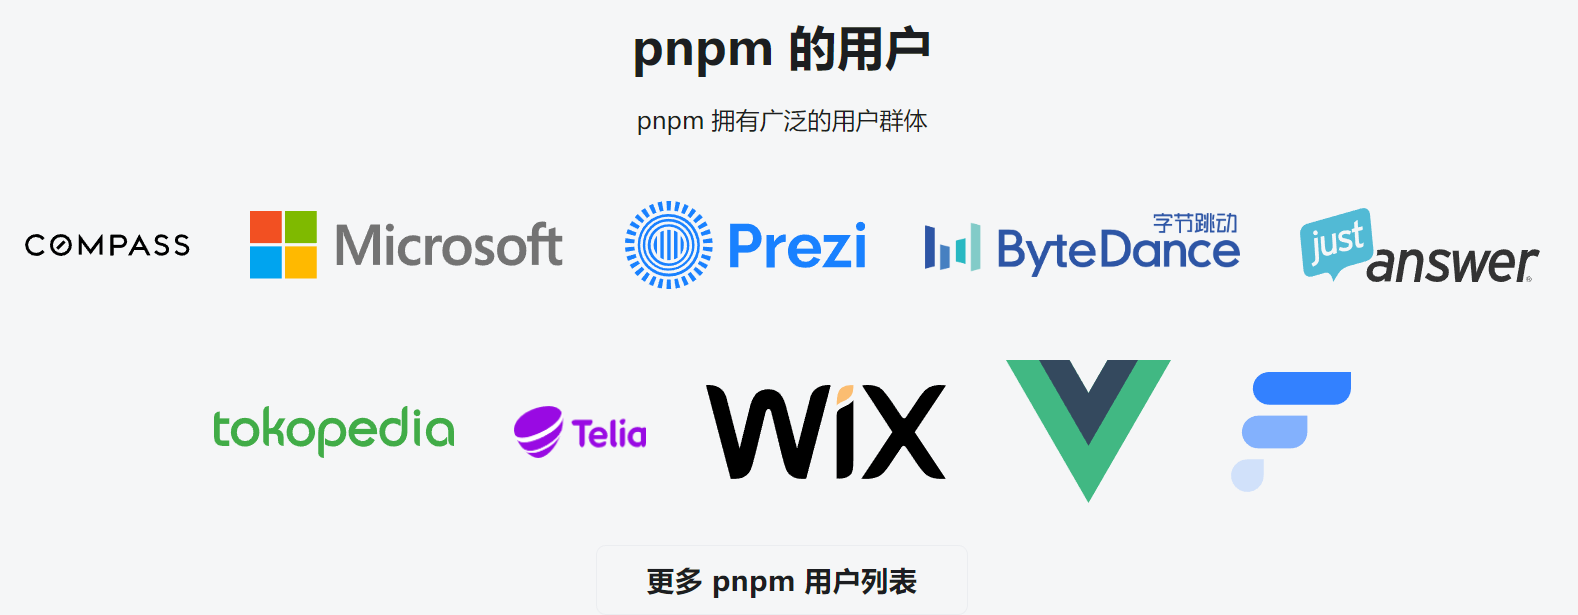 pnpm 的用户
pnpm 拥有广泛的用户群体
COMPASS
Microsoft
Prezi
字节跳动
ByteDance
just
answer®
tokopedia
Telia
WiX
更多 pnpm 用户列表